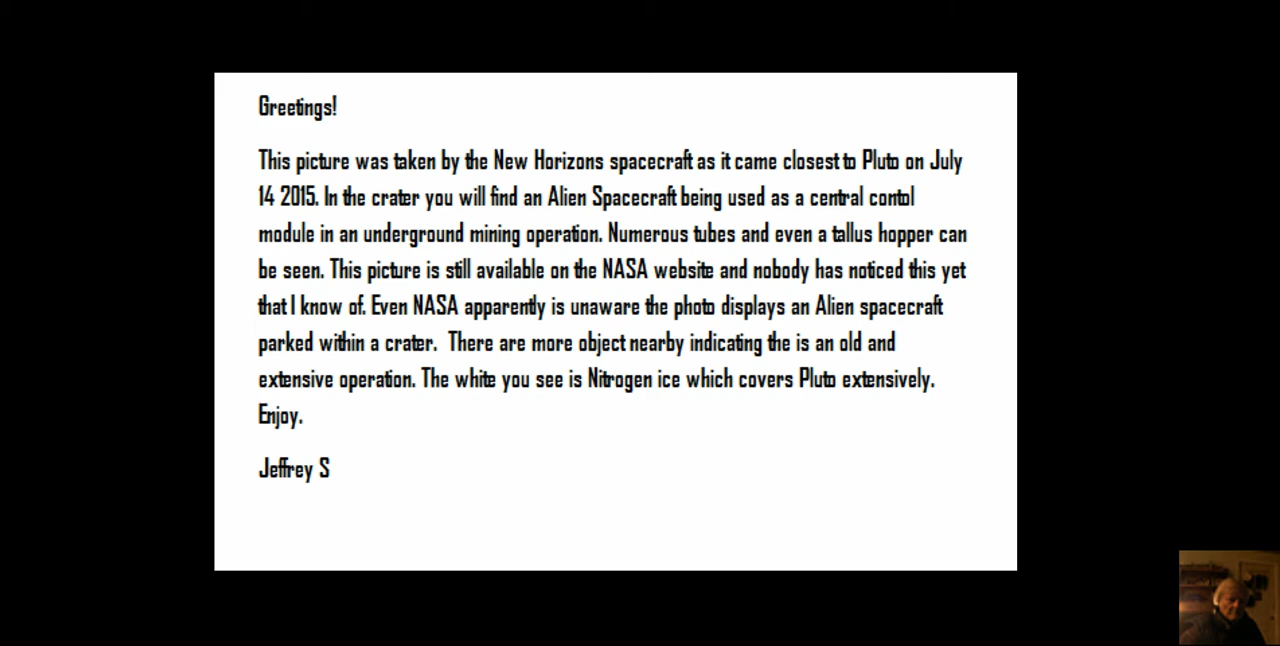 Greetings!
This picture was taken by the New Horizons spacecraft as it came closest to Pluto on July
14 2015. In the crater you will find an Alien Spacecraft being used as a central contol
module in an underground mining operation. Numerous tubes and even a tallus hopper can
be seen. This picture is still available on the NASA website and nobody has noticed this yet
that I know of. Even NASA apparently is unaware the photo displays an Alien spacecraft
parked within a crater. There are more object nearby indicating the is an old and
extensive operation. The white you see is Nitrogen ice which covers Pluto extensively.
Enjoy.
Jeffrey S